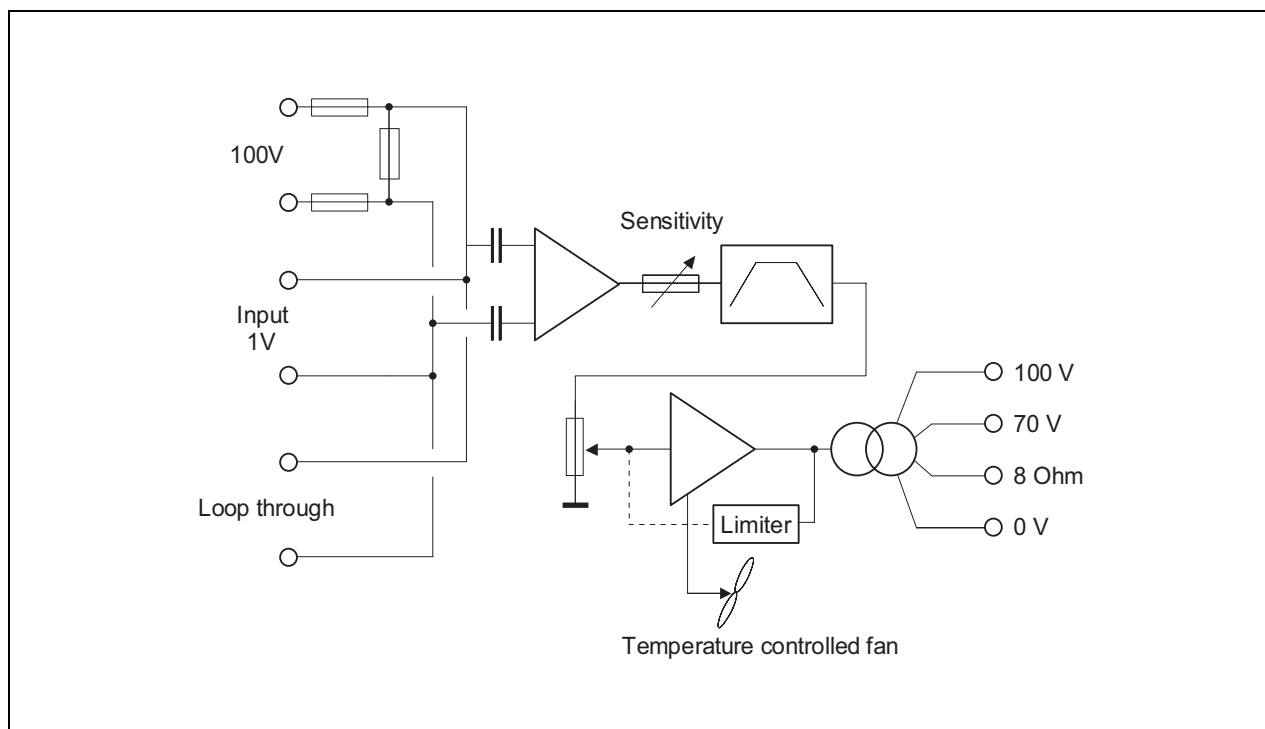 100V
Sensitivity
Input
1V
Loop through
Limiter
100 V
70 V
8 Ohm
0 V
Temperature controlled fan